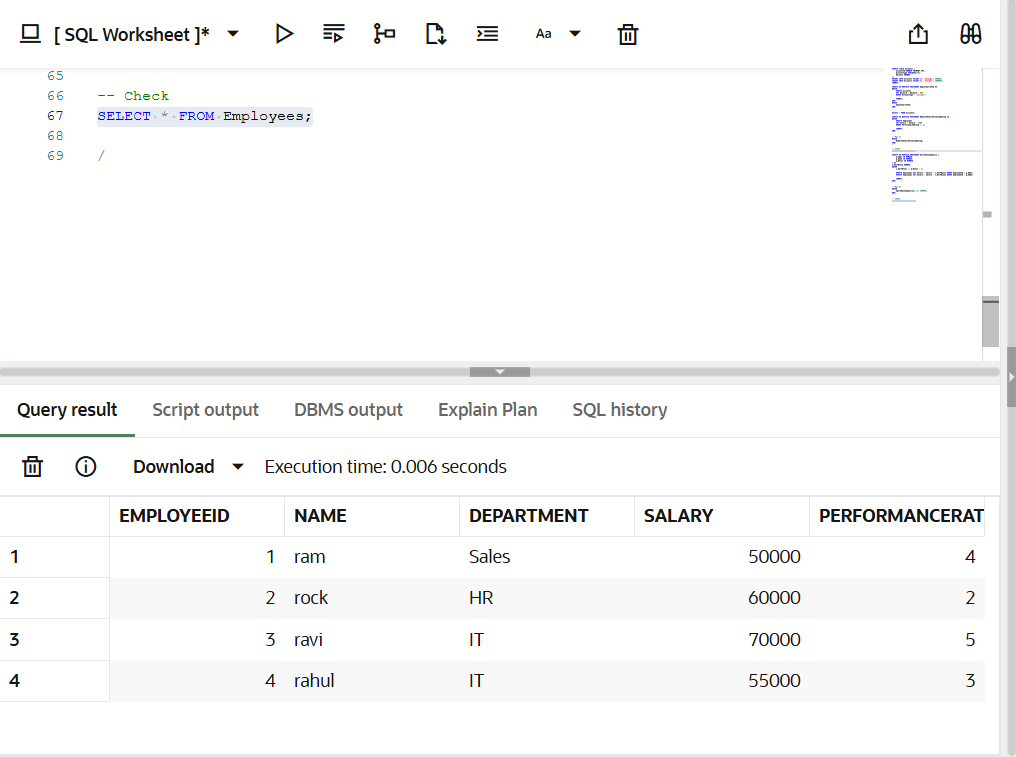 [ SQL Worksheet ]*
Aa
65
66 -- Check
67 SELECT * FROM Employees;
68
69 /
Query result Script output DBMS output Explain Plan SQL history
Download Execution time: 0.006 seconds
EMPLOYEEID NAME DEPARTMENT SALARY PERFORMANCERAT
1 1 ram Sales 50000 4
2 2 rock HR 60000 2
3 3 ravi IT 70000 5
4 4 rahul IT 55000 3